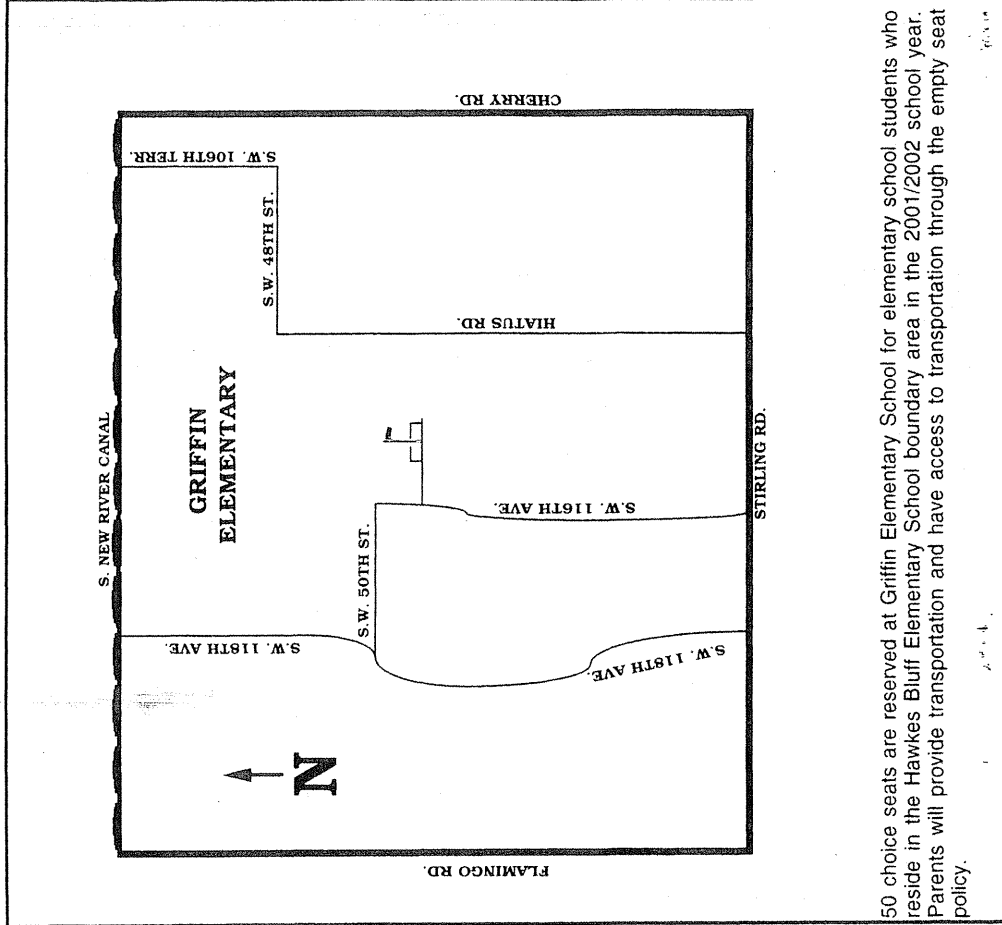 S. NEW RIVER CANAL
CHERRY RD.
S.W. 106TH TERR.
S.W. 48TH ST.
GRIFFIN
ELEMENTARY
HIATUS RD.
S.W. 50TH ST.
S.W. 116TH AVE.
S.W. 118TH AVE.
S.W. 118TH AVE.
N
FLAMINGO RD.
STIRLING RD.
50 choice seats are reserved at Griffin Elementary School for elementary school students who
reside in the Hawkes Bluff Elementary School boundary area in the 2001/2002 school year.
Parents will provide transportation and have access to transportation through the empty seat
policy.